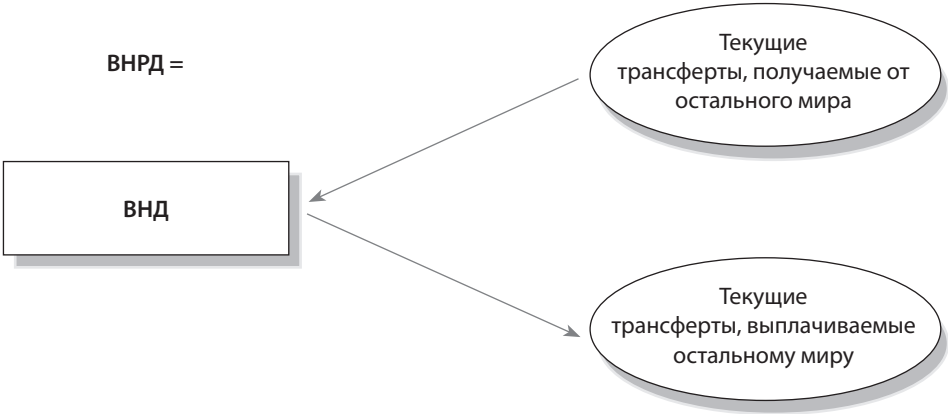 ВНРД =
Текущие
трансферты, получаемые от
остального мира
ВНД
Текущие
трансферты, выплачиваемые
остальному миру